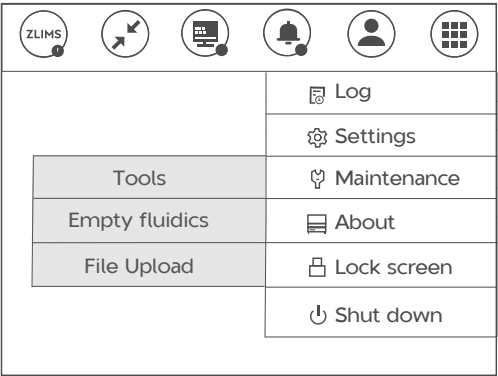 ZLIMS
Log
Settings
Tools
Maintenance
Empty fluidics
About
File Upload
Lock screen
Shut down